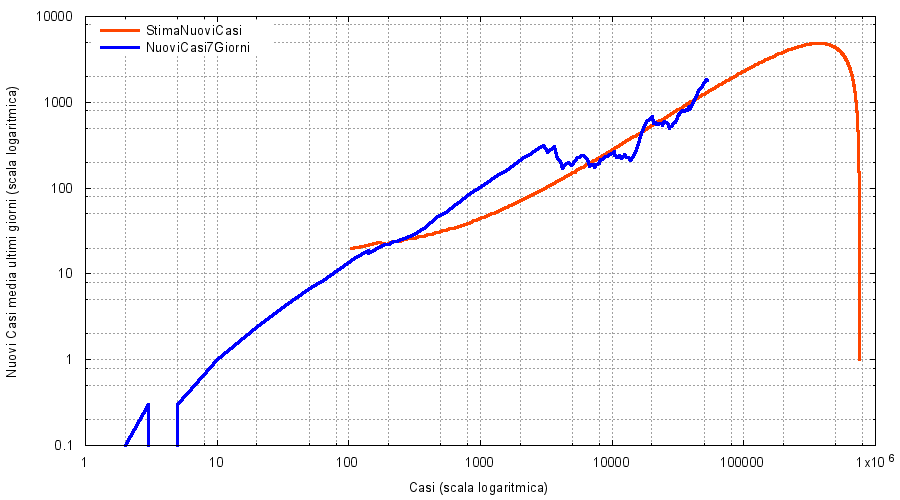 StimaNuoviCasi
NuoviCasi7Giorni
Nuovi Casi media ultimi giorni (scala logaritmica)
10000
1000
100
10
1
0.1
1 10 100 1000 10000 100000 1x10 6
Casi (scala logaritmica)